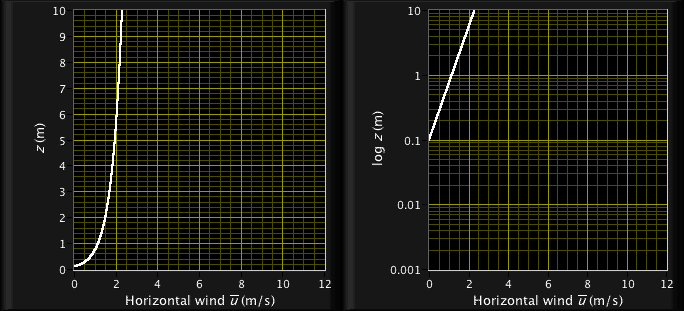 10
9
8
7
6
5
4
3
2
1
0
z (m)
0 2 4 6 8 10 12
Horizontal wind u̅ (m/s)
10
1
0.1
0.01
0.001
log z (m)
0 2 4 6 8 10 12
Horizontal wind u̅ (m/s)